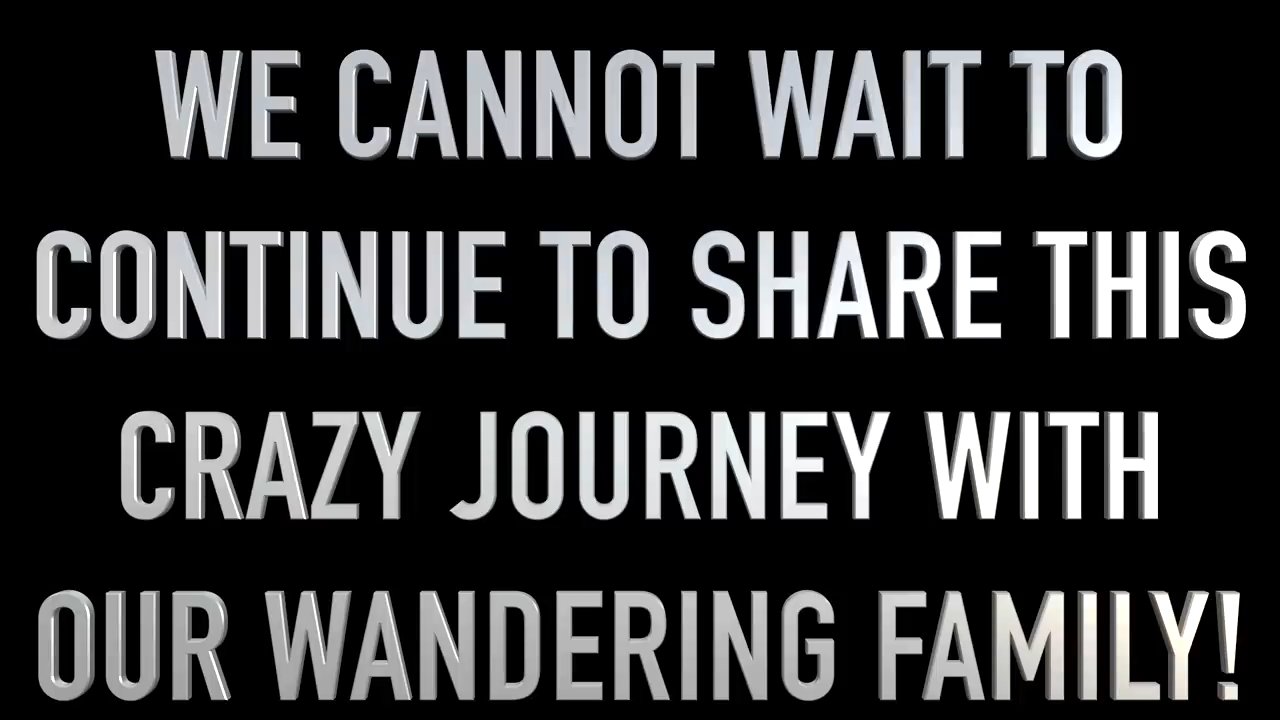 WE CANNOT WAIT TO
CONTINUE TO SHARE THIS
CRAZY JOURNEY WITH
OUR WANDERING FAMILY!